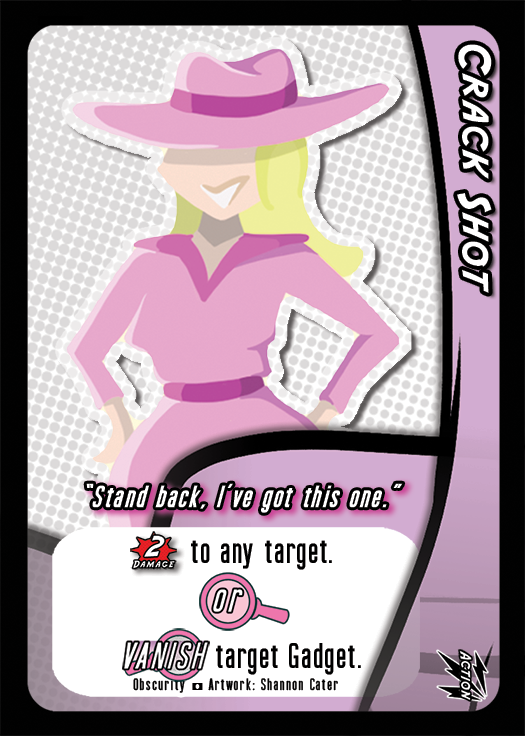 CRACK SHOT
"Stand back, I've got this one."
2 DAMAGE to any target.
OR
VANISH target Gadget.
Obscurity ▪ Artwork: Shannon Cater
ACTION